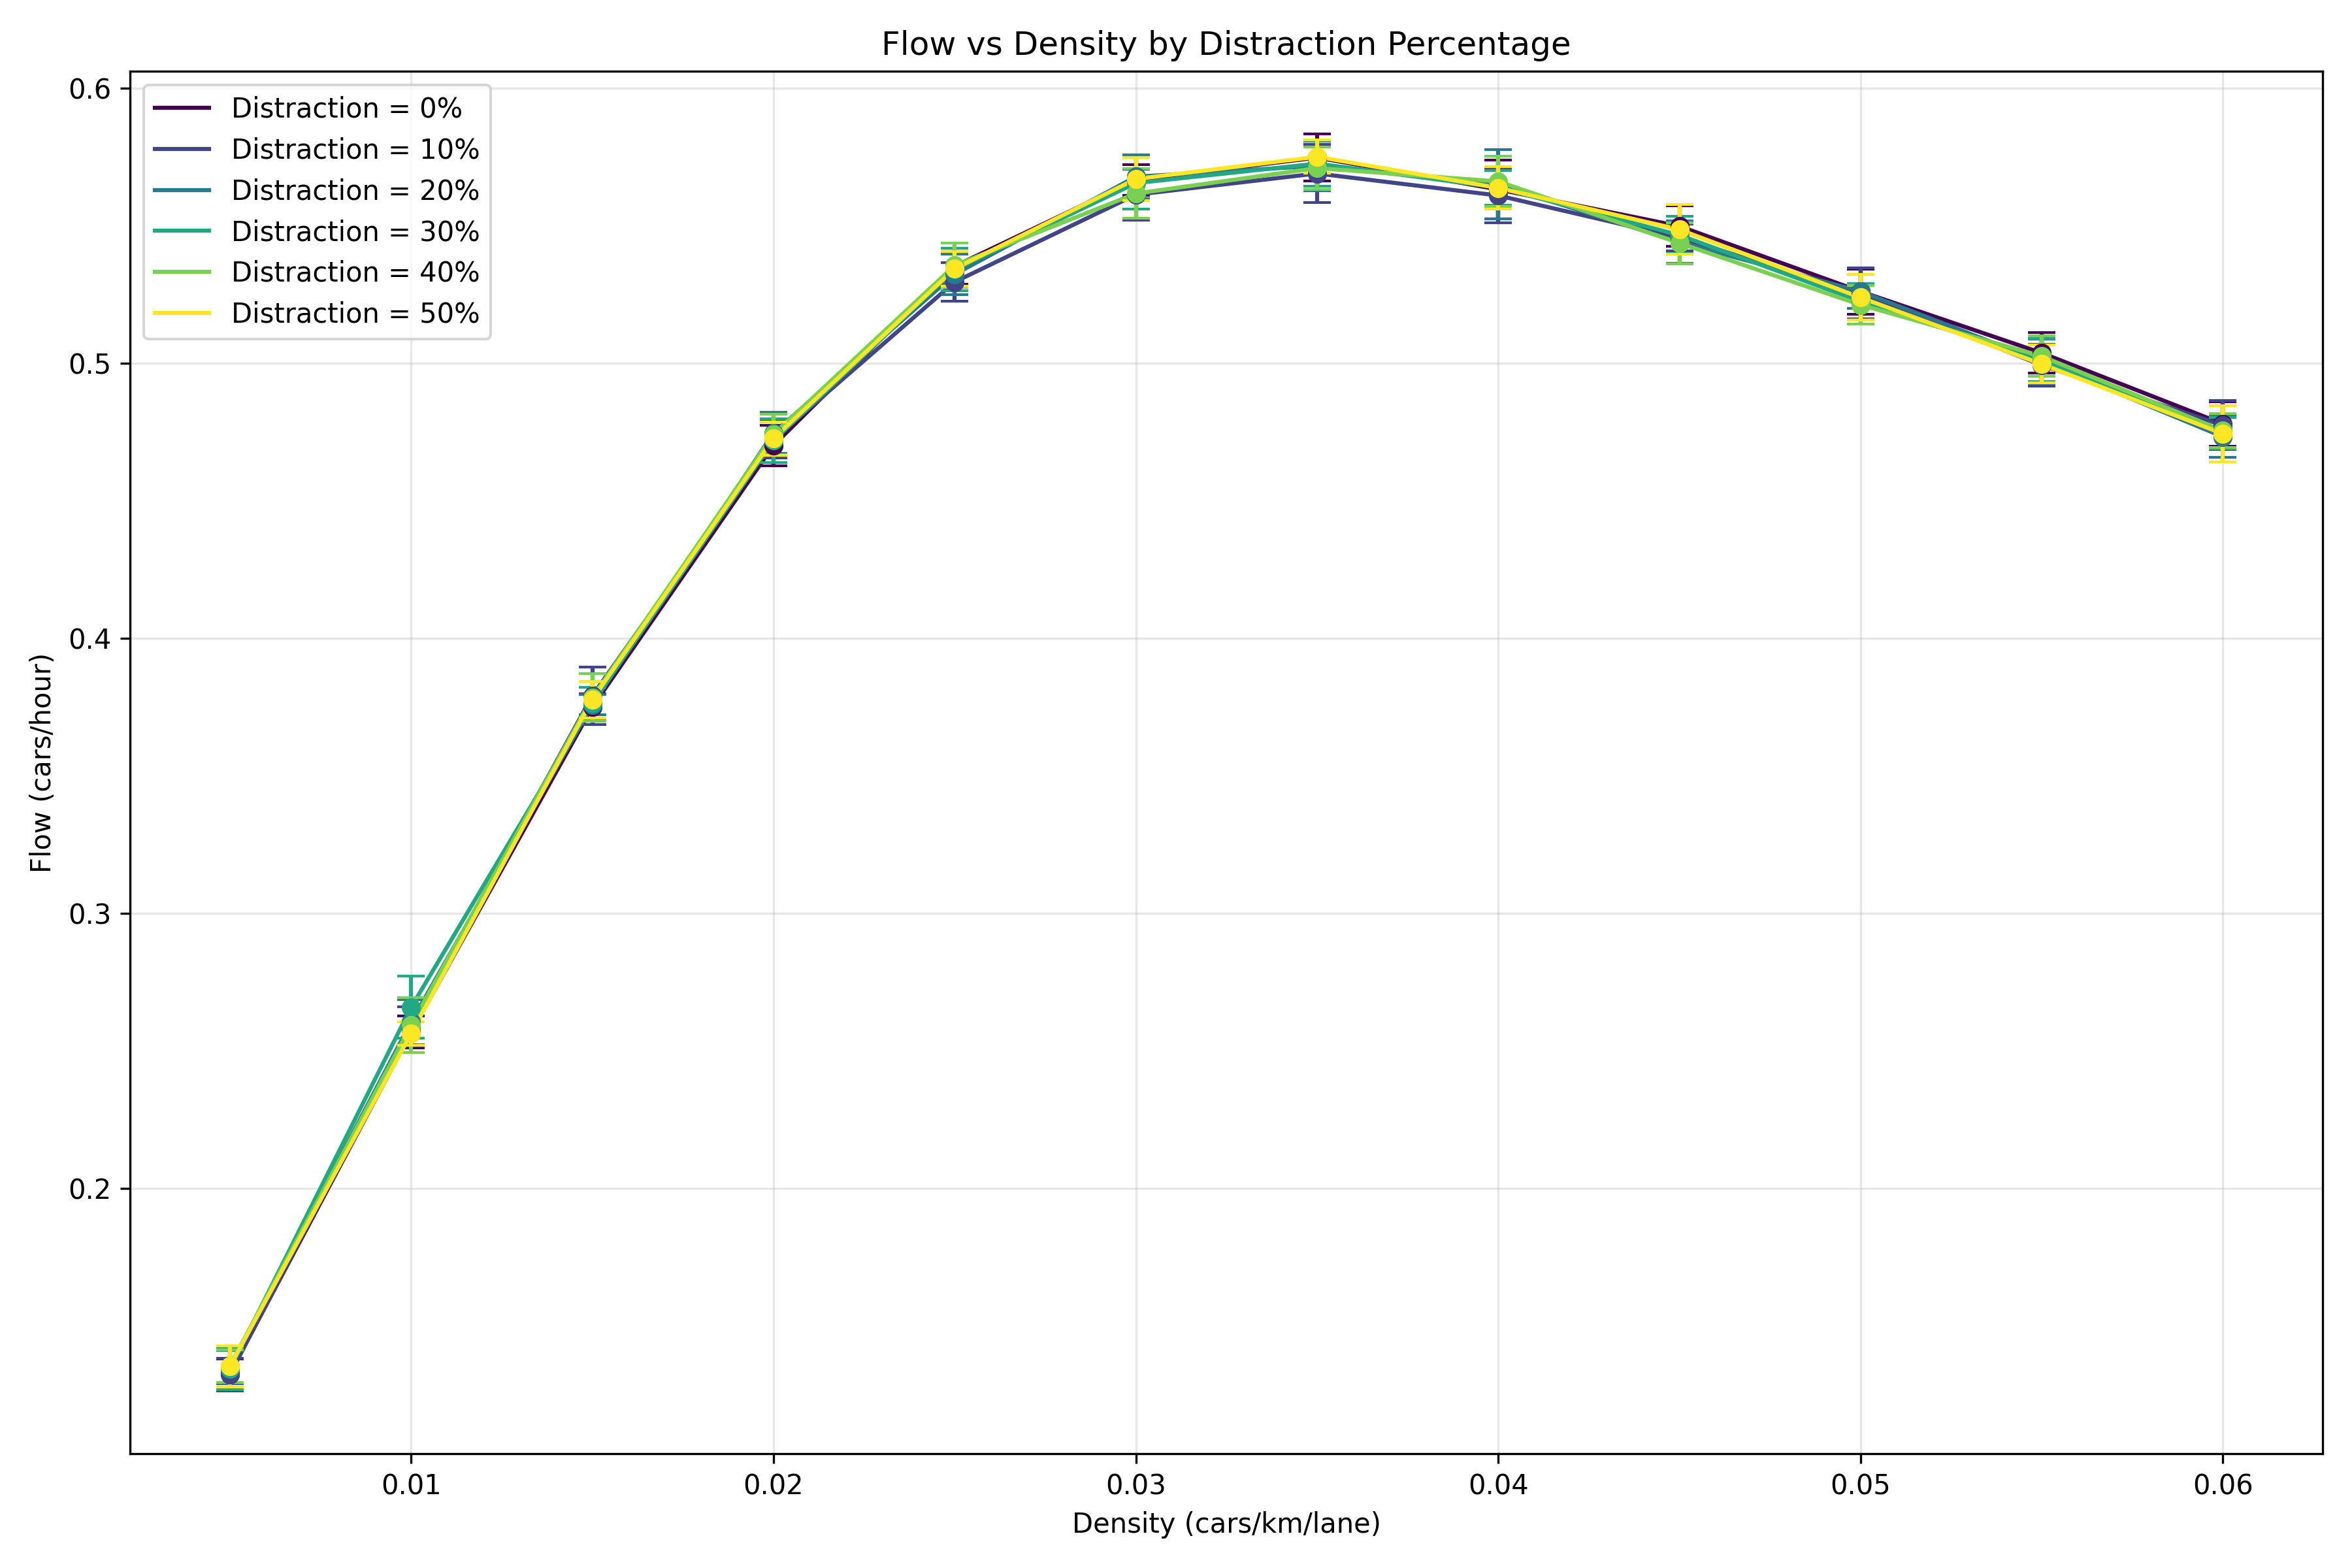 Flow vs Density by Distraction Percentage
Distraction = 0%
Distraction = 10%
Distraction = 20%
Distraction = 30%
Distraction = 40%
Distraction = 50%
0.6
0.5
0.4
0.3
0.2
Flow (cars/hour)
0.01 0.02 0.03 0.04 0.05 0.06
Density (cars/km/lane)